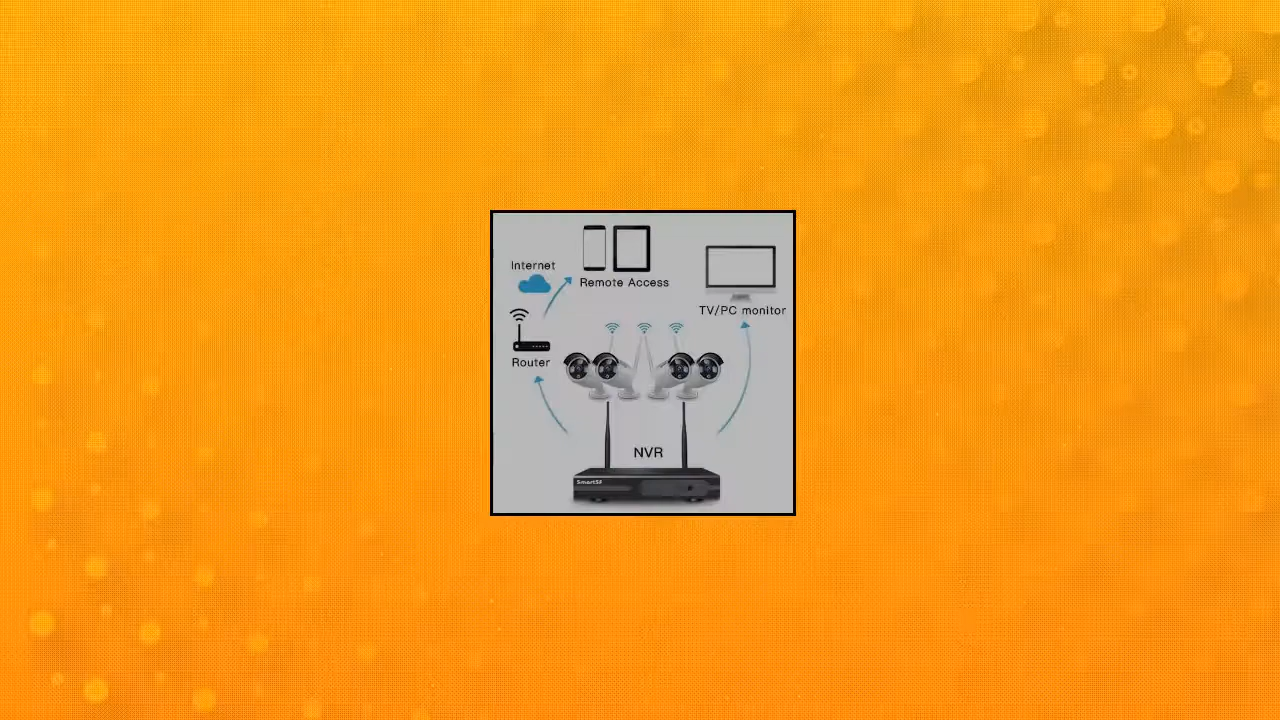 Internet
Remote Access
TV/PC monitor
Router
NVR
SmartSF